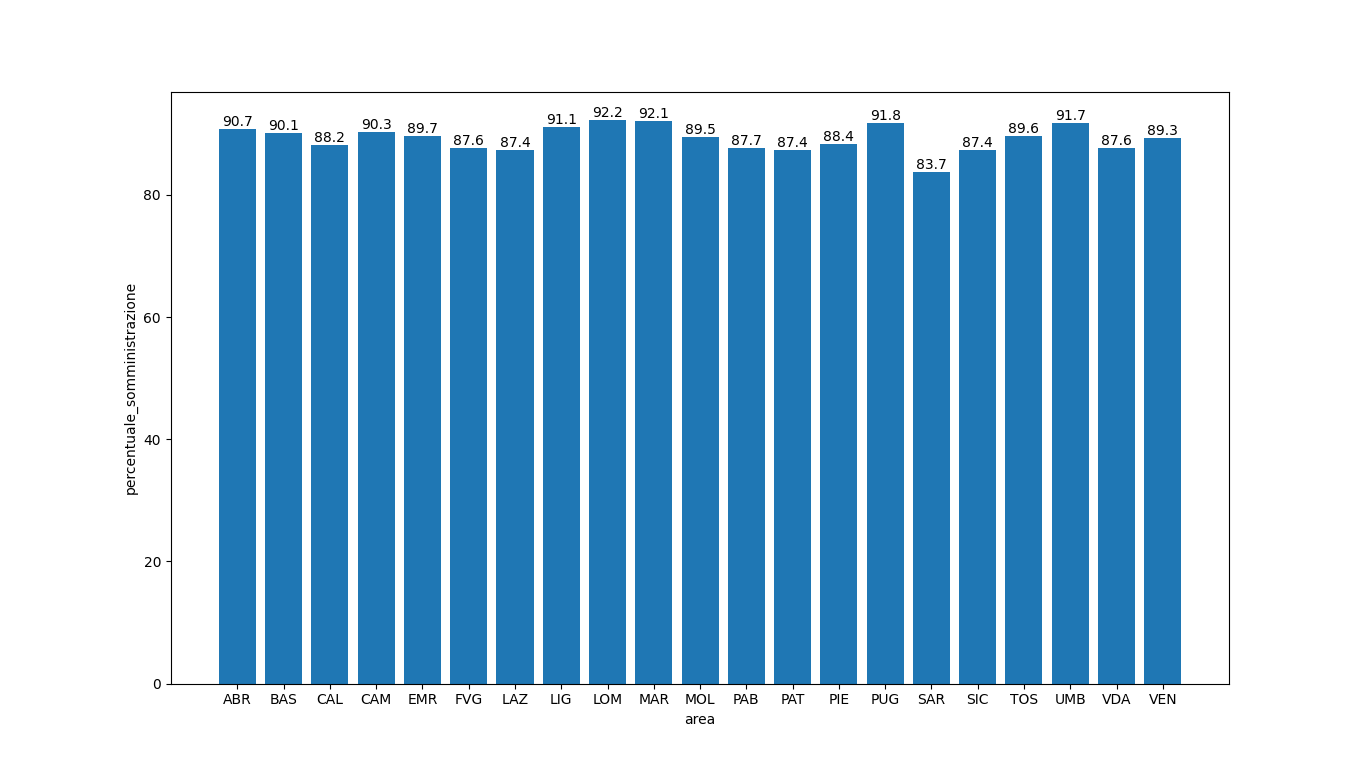 90.7 90.1 88.2 90.3 89.7 87.6 87.4 91.1 92.2 92.1 89.5 87.7 87.4 88.4 91.8 83.7 87.4 89.6 91.7 87.6 89.3
80
60
40
20
0
percentuale_somministrazione
ABR BAS CAL CAM EMR FVG LAZ LIG LOM MAR MOL PAB PAT PIE PUG SAR SIC TOS UMB VDA VEN
area